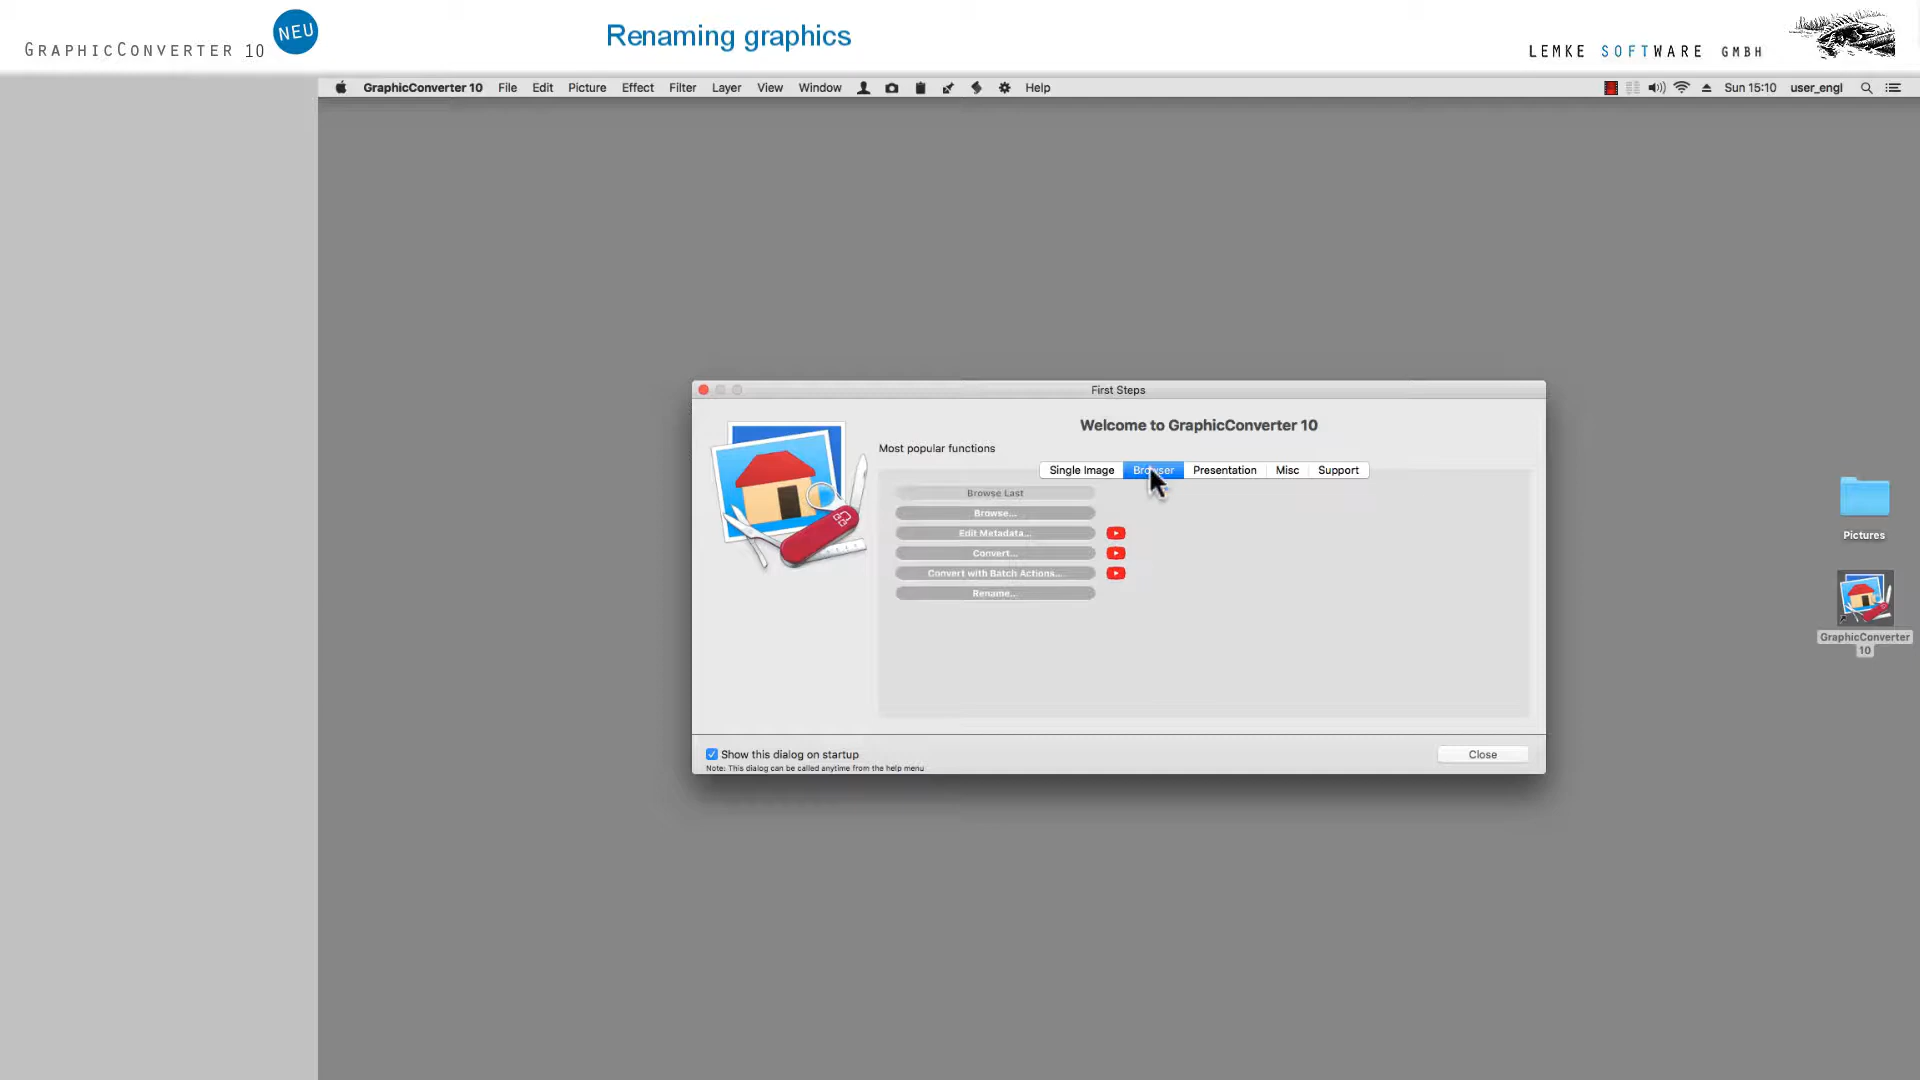 GRAPHICCONVERTER 10
NEU
Renaming graphics
LEMKE SOFTWARE GMBH
GraphicConverter 10 File Edit Picture Effect Filter Layer View Window Help
Sun 15:10 user_engl
First Steps
Welcome to GraphicConverter 10
Most popular functions
Single Image Browser Presentation Misc Support
Browse Last
Browse...
Edit Metadata...
Convert...
Convert with Batch Actions...
Rename...
Show this dialog on startup
Note: This dialog can be called anytime from the help menu
Close
Pictures
GraphicConverter
10